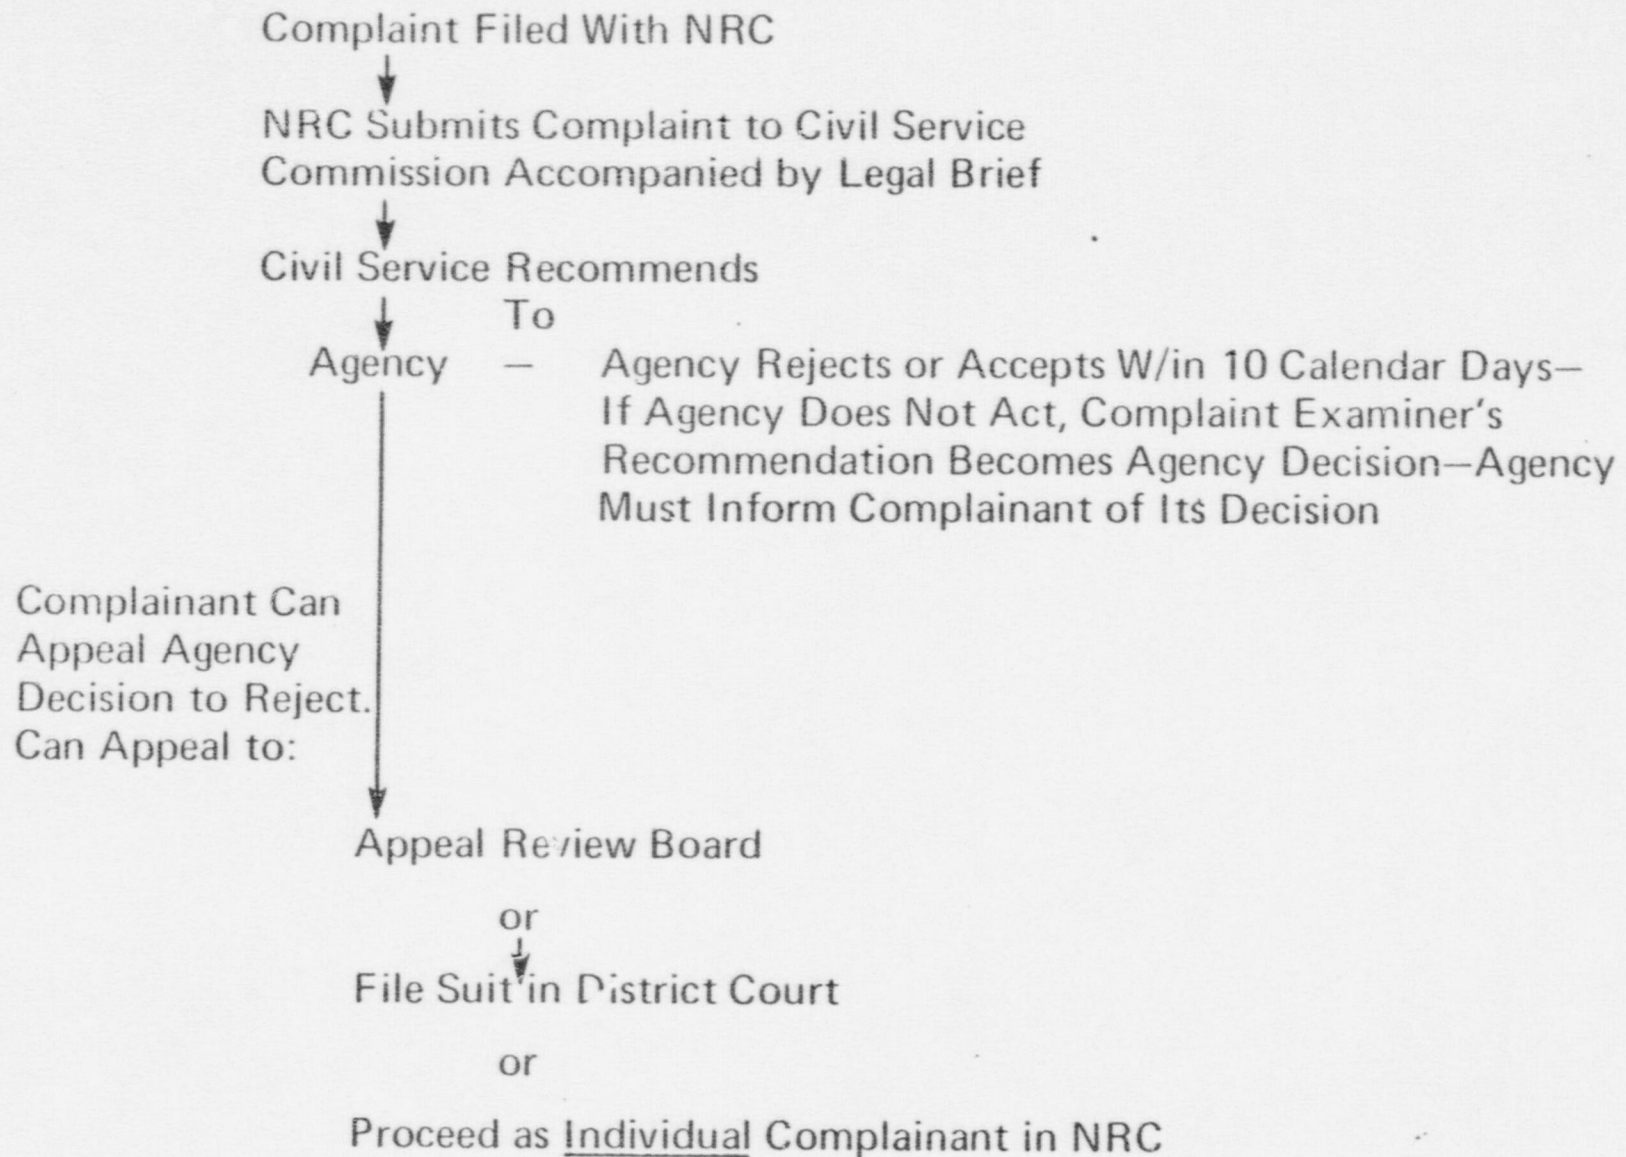 Complaint Filed With NRC
NRC Submits Complaint to Civil Service
Commission Accompanied by Legal Brief
Civil Service Recommends
To
Agency – Agency Rejects or Accepts W/in 10 Calendar Days–
If Agency Does Not Act, Complaint Examiner's
Recommendation Becomes Agency Decision–Agency
Must Inform Complainant of Its Decision
Complainant Can
Appeal Agency
Decision to Reject.
Can Appeal to:
Appeal Review Board
or
File Suit in District Court
or
Proceed as Individual Complainant in NRC